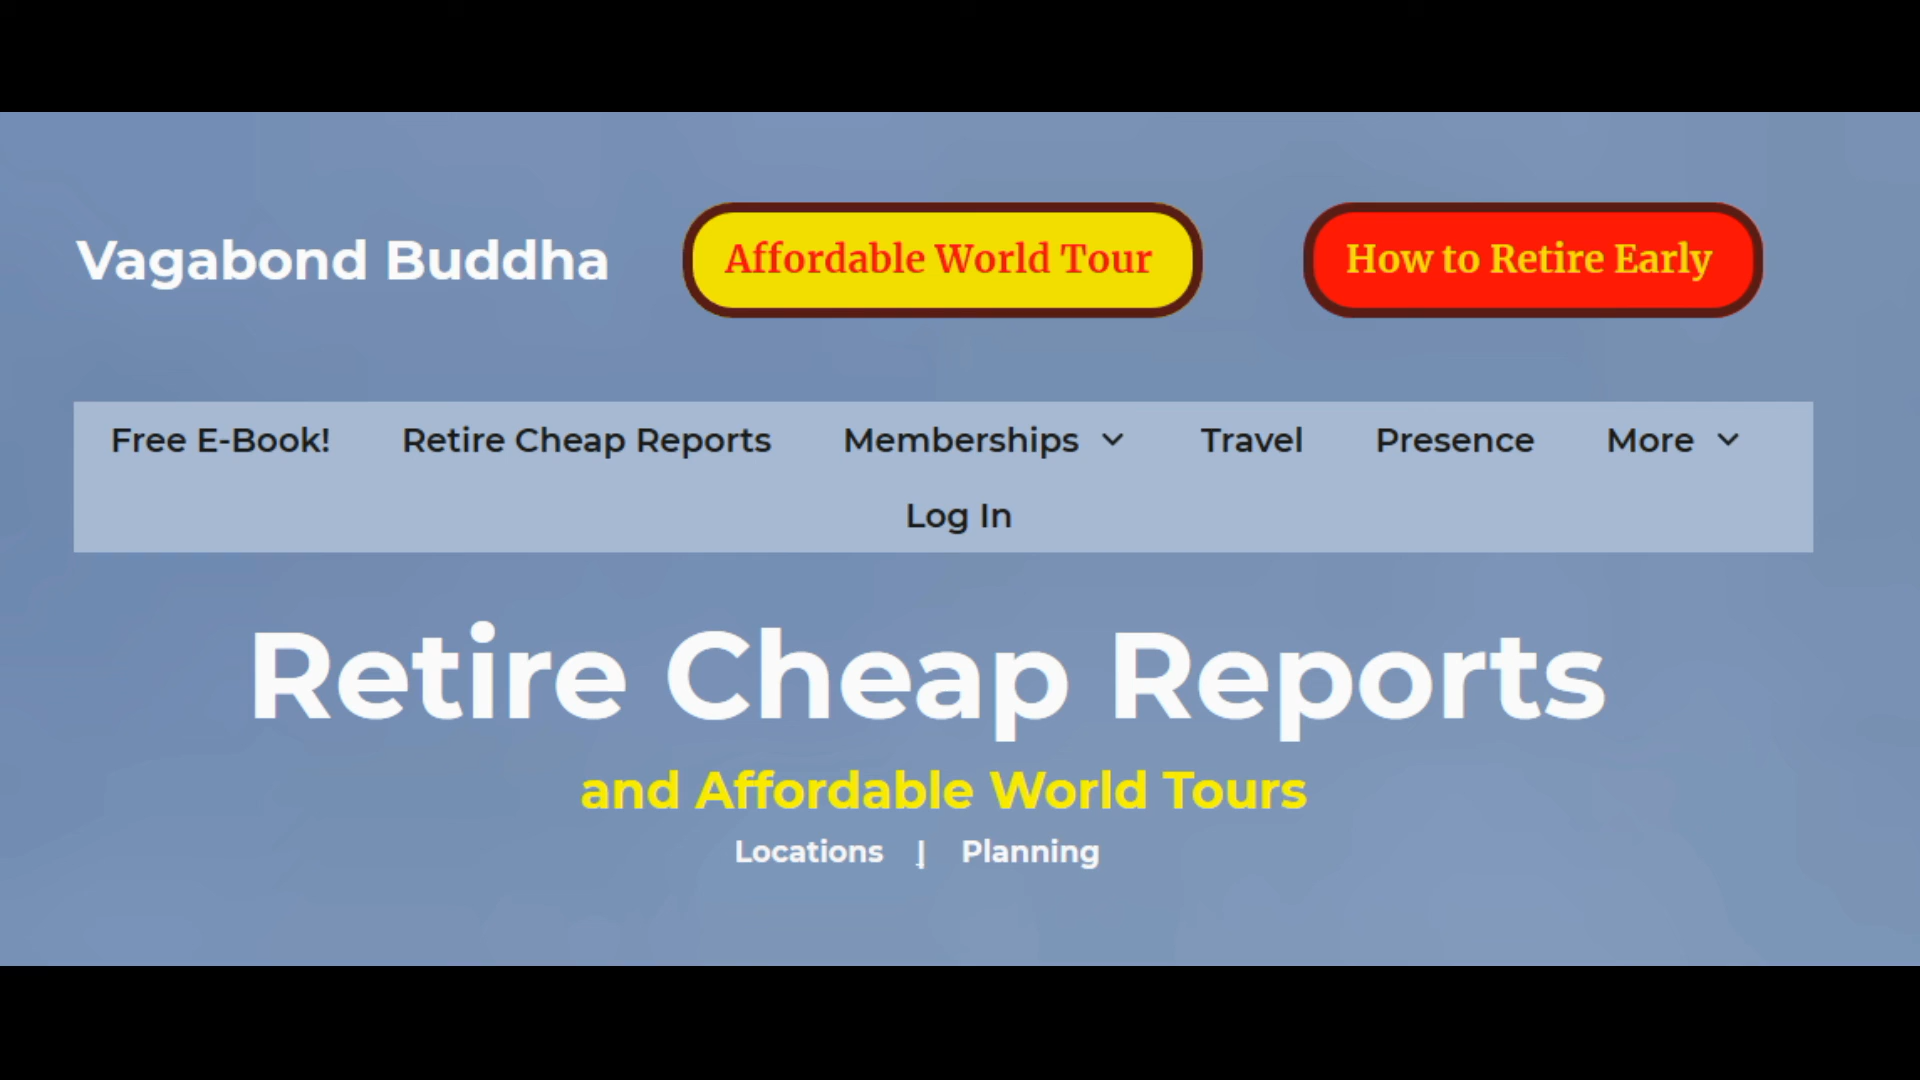 Vagabond Buddha
Affordable World Tour
How to Retire Early
Free E-Book!
Retire Cheap Reports
Memberships
Travel
Presence
More
Log In
Retire Cheap Reports
and Affordable World Tours
Locations | Planning